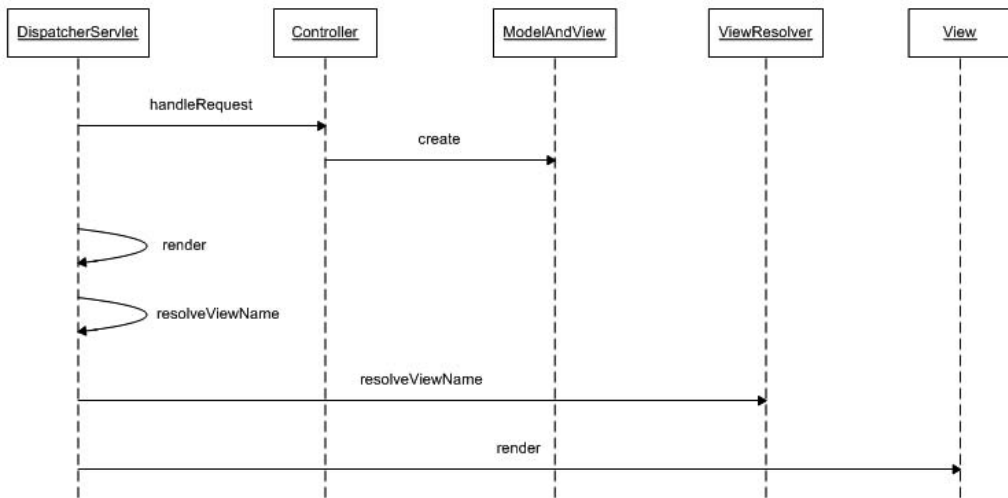 DispatcherServlet
Controller
ModelAndView
ViewResolver
View
handleRequest
create
render
resolveViewName
resolveViewName
render